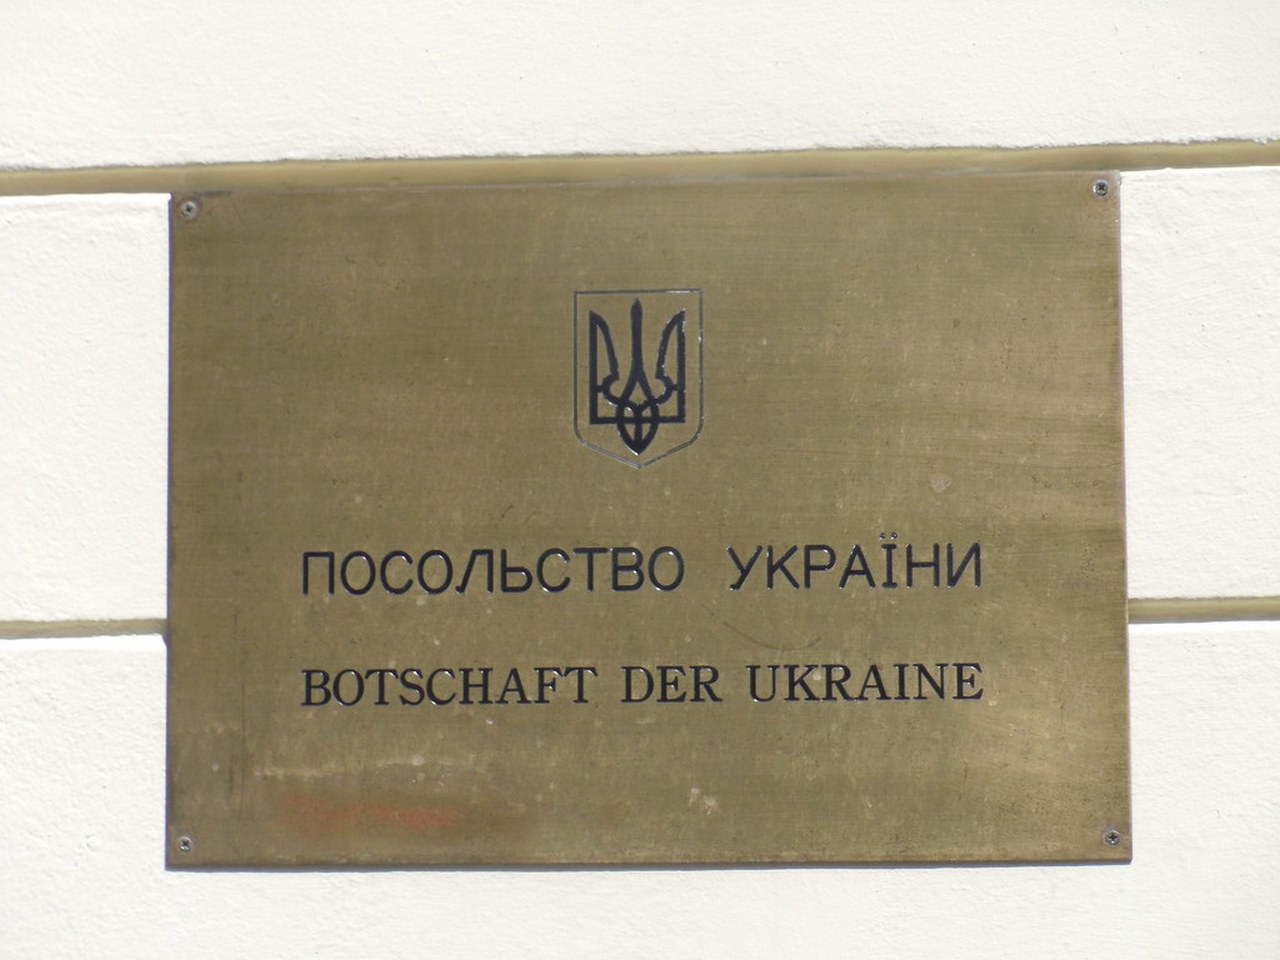 ПОСОЛЬСТВО УКРАЇНИ
BOTSCHAFT DER UKRAINE